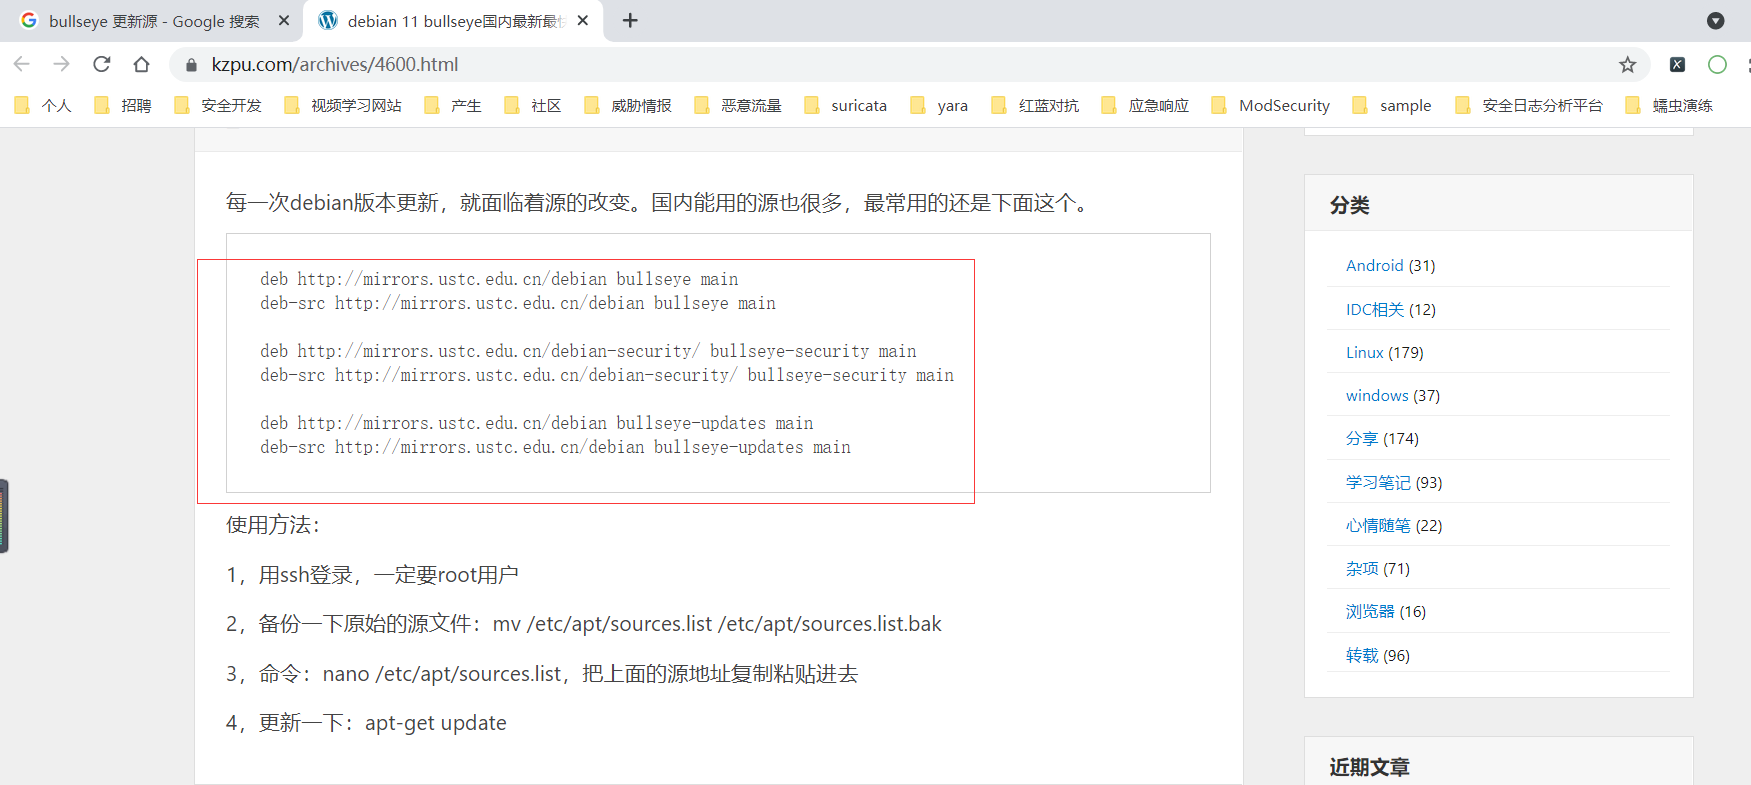 bullseye 更新源 - Google 搜索
debian 11 bullseye国内最新最
kzpu.com/archives/4600.html
个人 招聘 安全开发 视频学习网站 产生 社区 威胁情报 恶意流量 suricata yara 红蓝对抗 应急响应 ModSecurity sample 安全日志分析平台 蠕虫演练
每一次debian版本更新，就面临着源的改变。国内能用的源也很多，最常用的还是下面这个。
deb http://mirrors.ustc.edu.cn/debian bullseye main
deb-src http://mirrors.ustc.edu.cn/debian bullseye main
deb http://mirrors.ustc.edu.cn/debian-security/ bullseye-security main
deb-src http://mirrors.ustc.edu.cn/debian-security/ bullseye-security main
deb http://mirrors.ustc.edu.cn/debian bullseye-updates main
deb-src http://mirrors.ustc.edu.cn/debian bullseye-updates main
使用方法：
1，用ssh登录，一定要root用户
2，备份一下原始的源文件：mv /etc/apt/sources.list /etc/apt/sources.list.bak
3，命令：nano /etc/apt/sources.list，把上面的源地址复制粘贴进去
4，更新一下：apt-get update
分类
Android (31)
IDC相关 (12)
Linux (179)
windows (37)
分享 (174)
学习笔记 (93)
心情随笔 (22)
杂项 (71)
浏览器 (16)
转载 (96)
近期文章